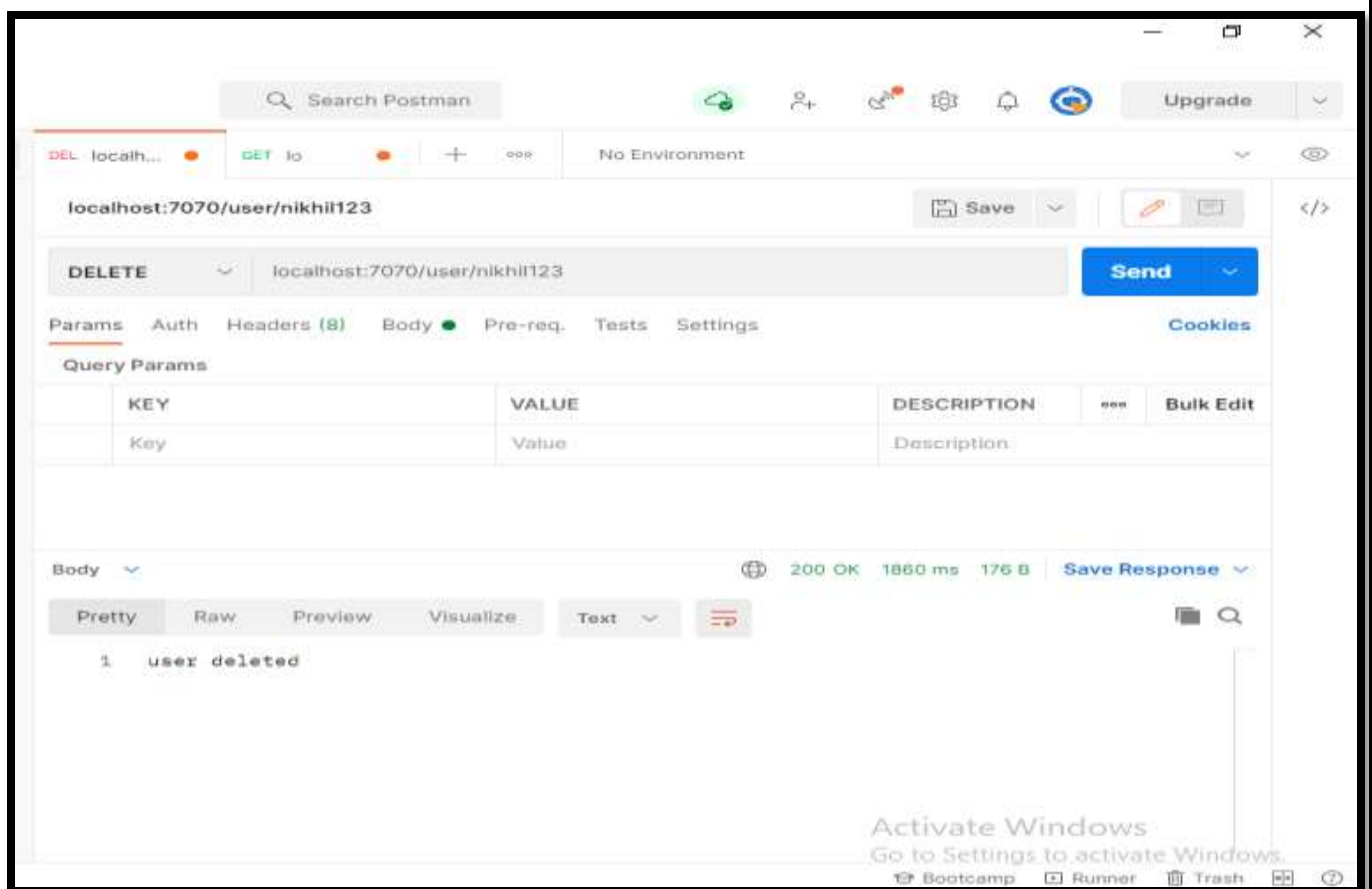 Search Postman
Upgrade
DEL localh...
GET lo
No Environment
localhost:7070/user/nikhil123
Save
</>
DELETE localhost:7070/user/nikhil123 Send
Params Auth Headers (8) Body Pre-req. Tests Settings Cookies
Query Params
KEY VALUE DESCRIPTION Bulk Edit
Key Value Description
Body 200 OK 1860 ms 176 B Save Response
Pretty Raw Preview Visualize Text
1 user deleted
Activate Windows
Go to Settings to activate Windows.
Bootcamp Runner Trash